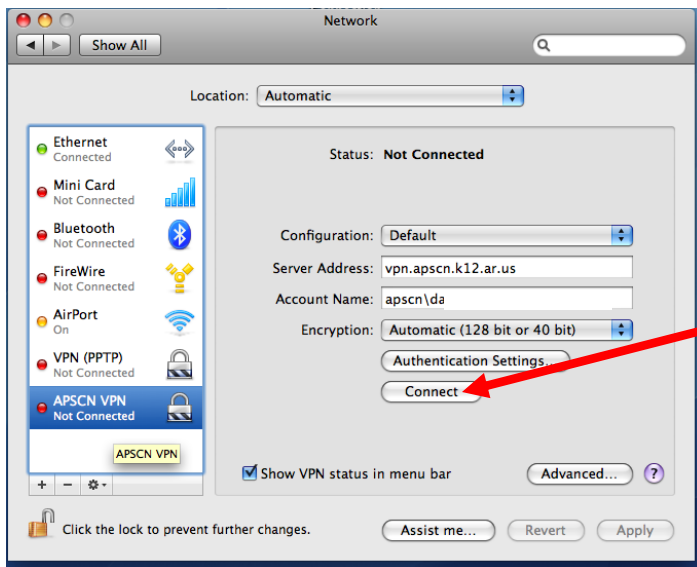 Network
Show All
Location: Automatic
Ethernet
Connected
Mini Card
Not Connected
Bluetooth
Not Connected
FireWire
Not Connected
AirPort
On
VPN (PPTP)
Not Connected
APSCN VPN
Not Connected
APSCN VPN
Status: Not Connected
Configuration: Default
Server Address: vpn.apscn.k12.ar.us
Account Name: apscn\da
Encryption: Automatic (128 bit or 40 bit)
Authentication Settings...
Connect
Show VPN status in menu bar
Advanced... ?
Click the lock to prevent further changes.
Assist me... Revert Apply